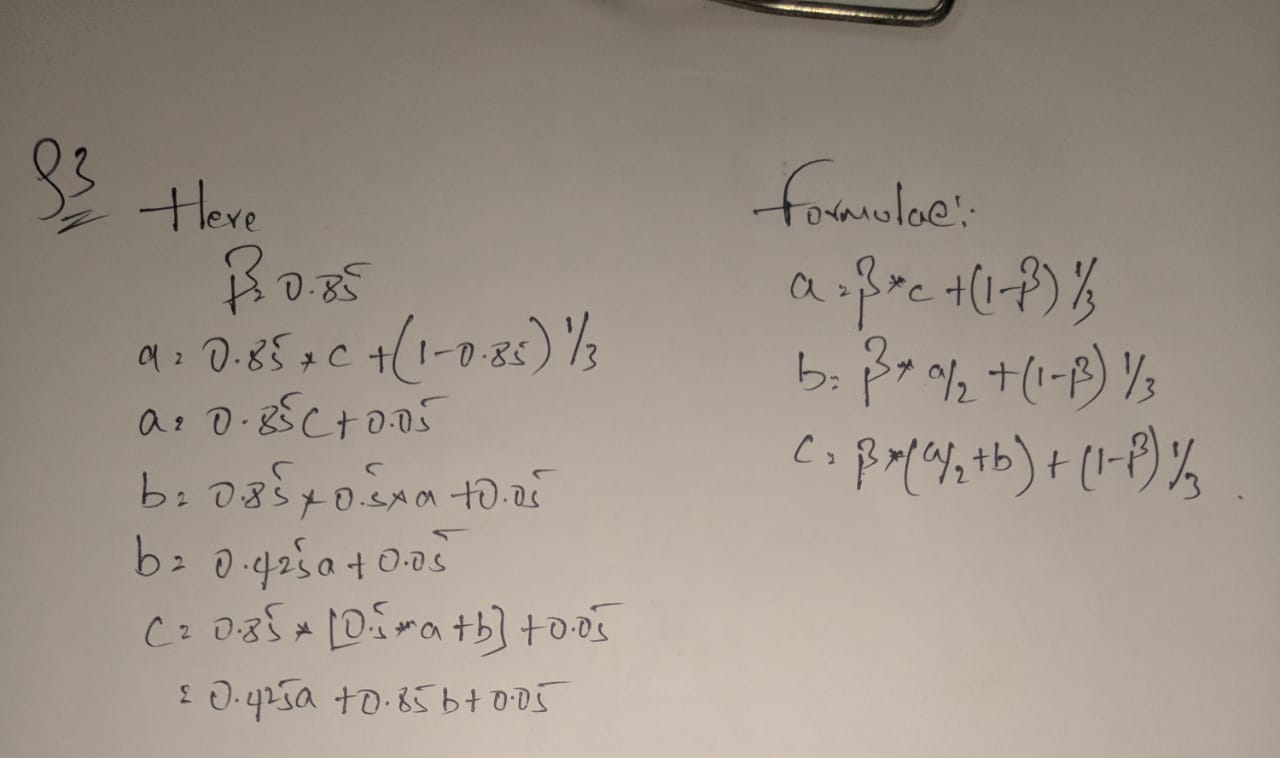 Q3
Here
β = 0.85
a = 0.85 * c + (1-0.85) 1/3
a = 0.85c + 0.05
b = 0.85 * 0.5 * a + 0.05
b = 0.425a + 0.05
c = 0.85 * [0.5 * a + b] + 0.05
= 0.425a + 0.85b + 0.05
formulae:
a = β * c + (1-β) 1/3
b = β * a/2 + (1-β) 1/3
c = β * (a/2 + b) + (1-β) 1/3.